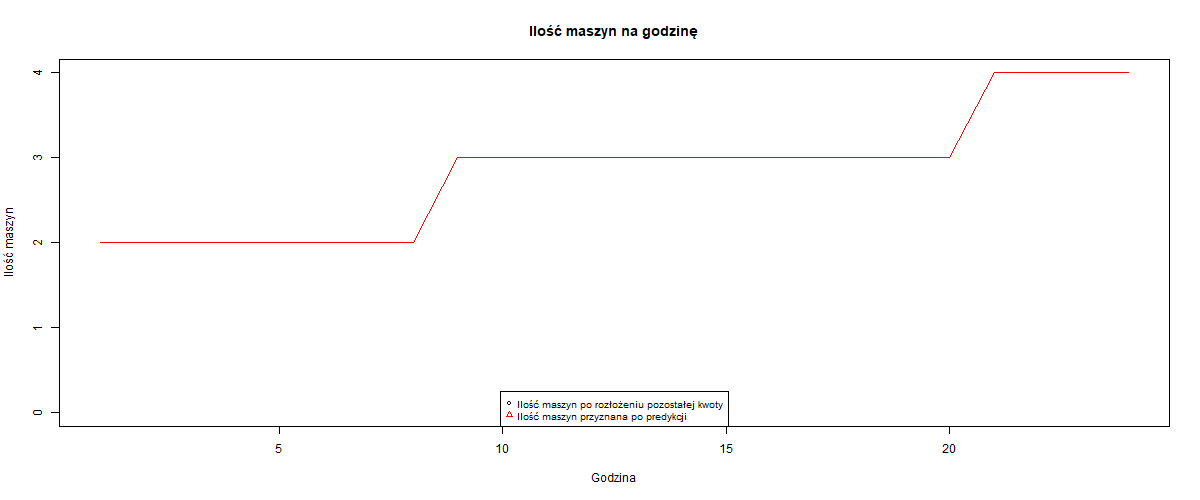 Ilość maszyn na godzinę
Ilość maszyn
4
3
2
1
0
Ilość maszyn po rozłożeniu pozostałej kwoty
Ilość maszyn przyznana po predykcji
5 10 15 20
Godzina